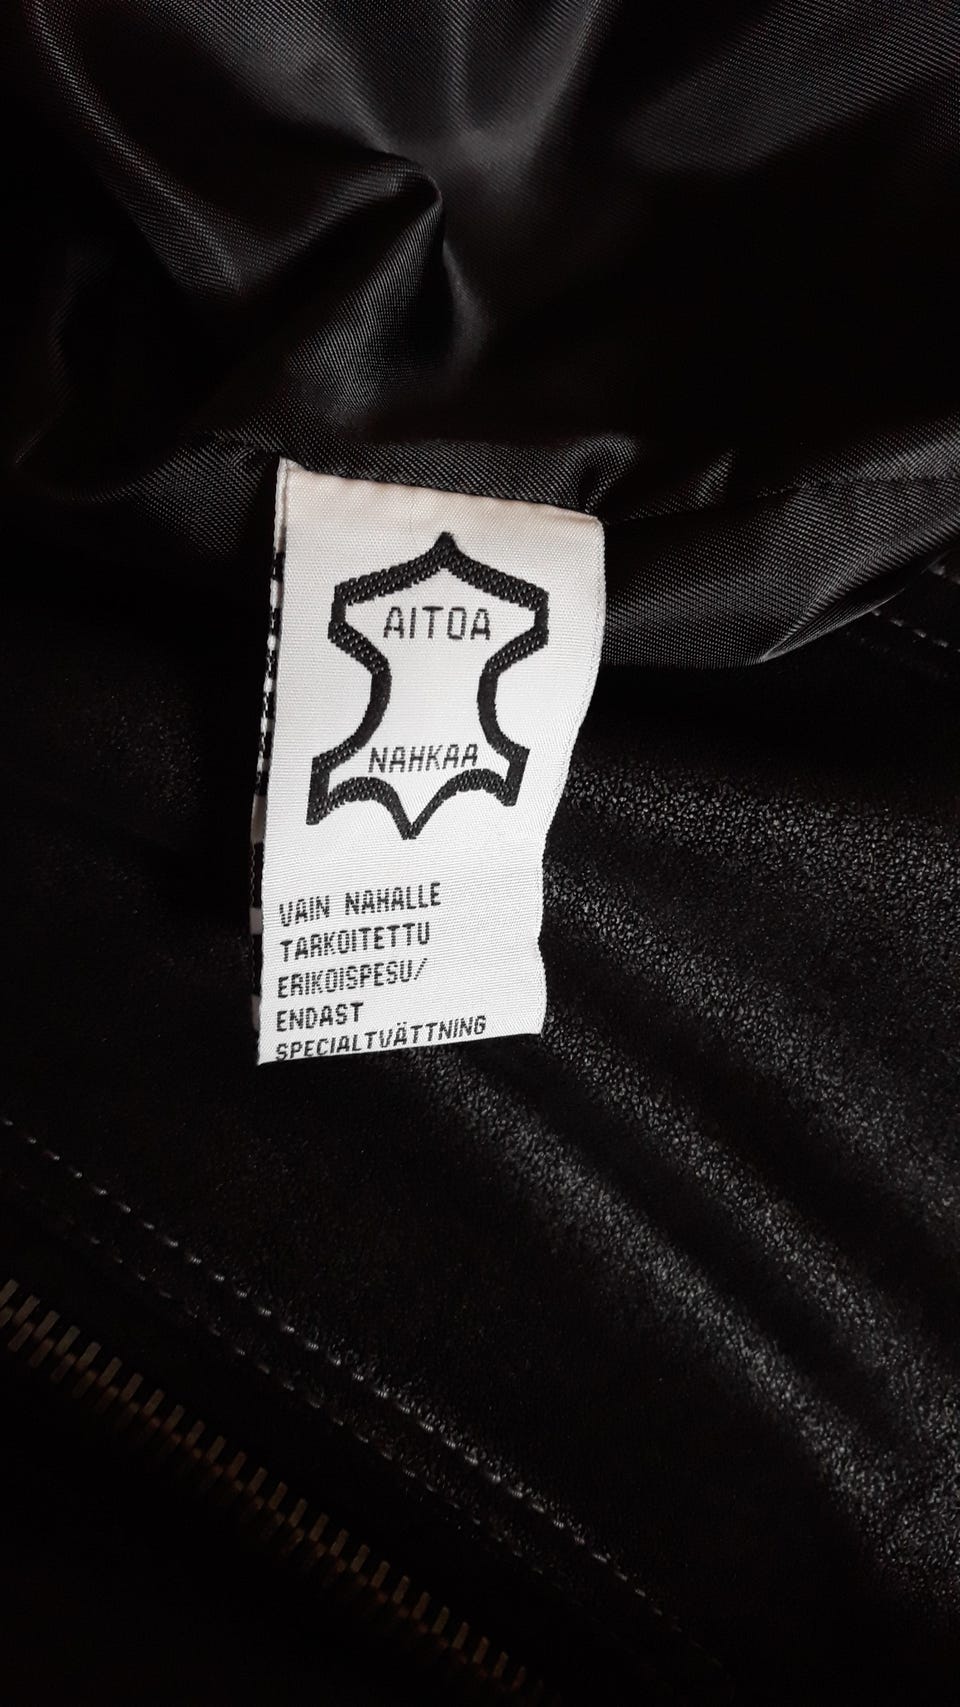 AITOA
NAHKAA
VAIN NAHALLE
TARKOITETTU
ERIKOISPESU/
ENDAST
SPECIALTVÄTTNING